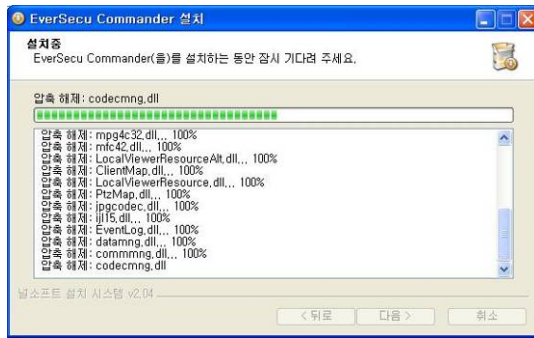 EverSecu Commander 설치
설치중
EverSecu Commander(을)를 설치하는 동안 잠시 기다려 주세요.
압축 해제: codecmng.dll
압축 해제: mpg4c32.dll... 100%
압축 해제: mfc42.dll... 100%
압축 해제: LocalViewerResourceAlt.dll... 100%
압축 해제: ClientMap.dll... 100%
압축 해제: LocalViewerResource.dll... 100%
압축 해제: PtzMap.dll... 100%
압축 해제: jpgcodec.dll... 100%
압축 해제: ijl15.dll... 100%
압축 해제: EventLog.dll... 100%
압축 해제: datamng.dll... 100%
압축 해제: commmng.dll... 100%
압축 해제: codecmng.dll
널소프트 설치 시스템 v2.04
< 뒤로
다음 >
취소